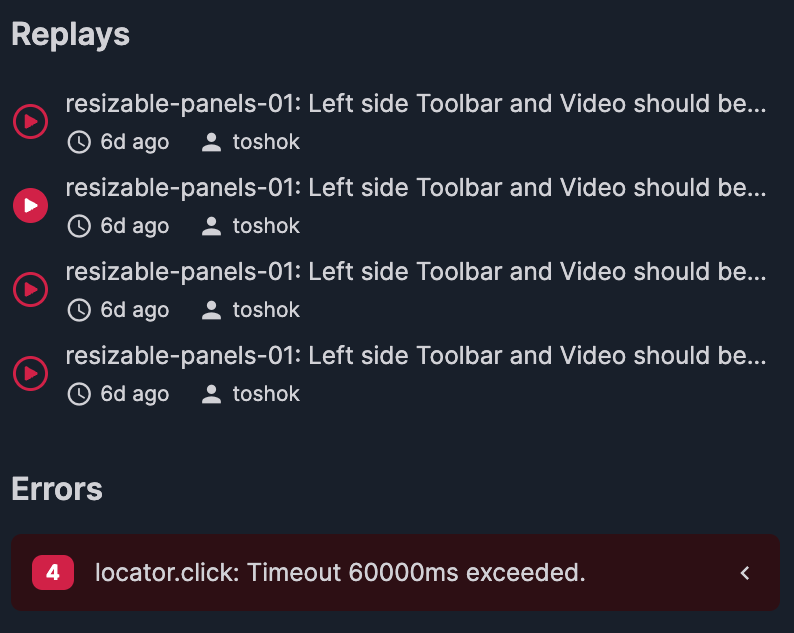 Replays
resizable-panels-01: Left side Toolbar and Video should be...
6d ago toshok
resizable-panels-01: Left side Toolbar and Video should be...
6d ago toshok
resizable-panels-01: Left side Toolbar and Video should be...
6d ago toshok
resizable-panels-01: Left side Toolbar and Video should be...
6d ago toshok
Errors
4 locator.click: Timeout 60000ms exceeded.